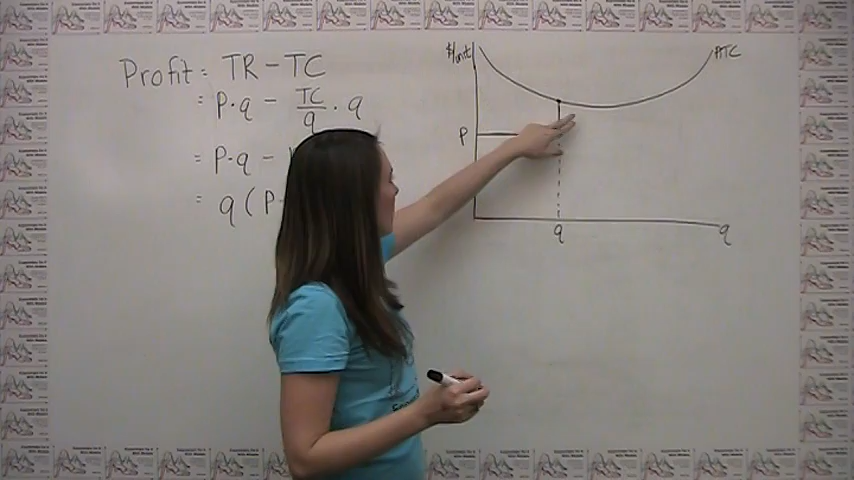 Profit = TR - TC
= P·q - TC/q · q
= P·q -
= q (P-
$/unit
ATC
P
q
q